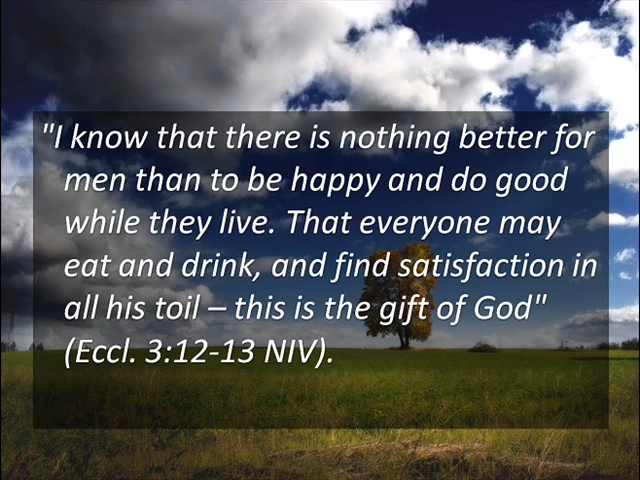 "I know that there is nothing better for
men than to be happy and do good
while they live. That everyone may
eat and drink, and find satisfaction in
all his toil – this is the gift of God"
(Eccl. 3:12-13 NIV).